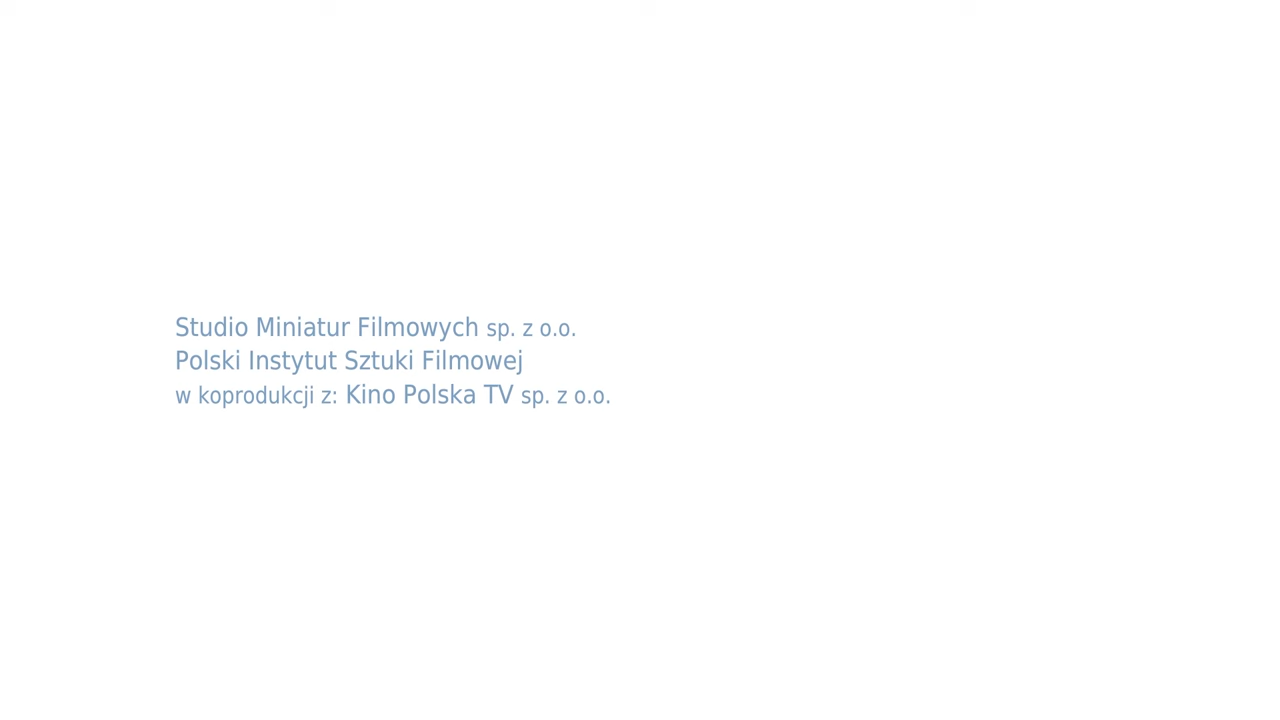 Studio Miniatur Filmowych sp. z o.o.
Polski Instytut Sztuki Filmowej
w koprodukcji z: Kino Polska TV sp. z o.o.